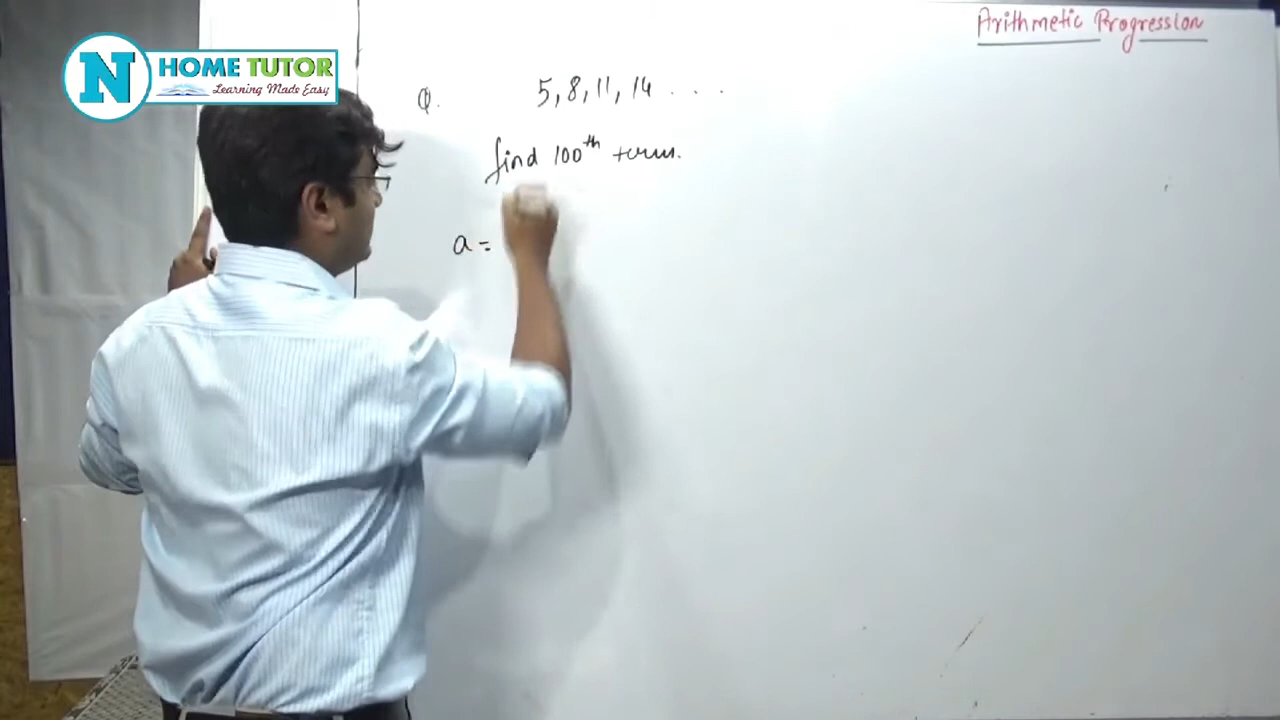 Arithmetic Progression
N HOME TUTOR
Learning Made Easy
Q. 5, 8, 11, 14 . . .
find 100th term.
a =